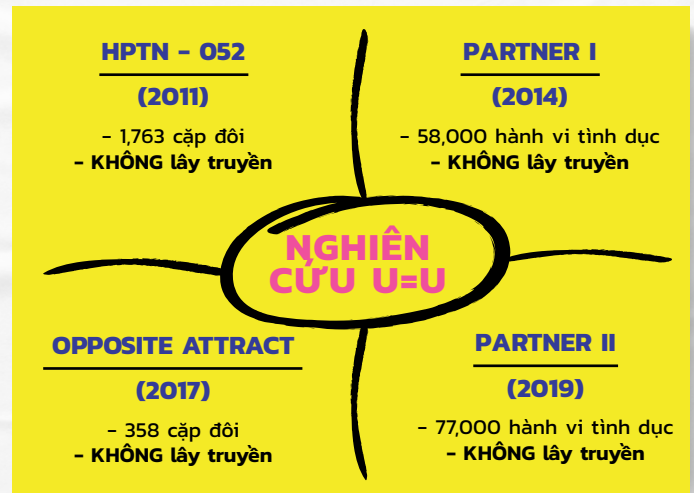 HPTN - 052
(2011)
- 1,763 cặp đôi
- KHÔNG lây truyền
PARTNER I
(2014)
- 58,000 hành vi tình dục
- KHÔNG lây truyền
NGHIÊN
CỨU U=U
OPPOSITE ATTRACT
(2017)
- 358 cặp đôi
- KHÔNG lây truyền
PARTNER II
(2019)
- 77,000 hành vi tình dục
- KHÔNG lây truyền